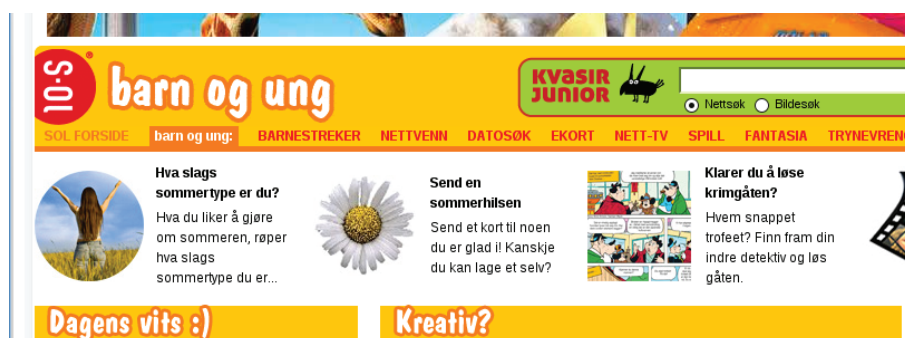 S·OL
barn og ung
KVASIR
JUNIOR
Nettsøk Bildesøk
SOL FORSIDE barn og ung: BARNESTREKER NETTVENN DATOSØK EKORT NETT-TV SPILL FANTASIA TRYNEVREN
Hva slags
sommertype er du?
Hva du liker å gjøre
om sommeren, røper
hva slags
sommertype du er...
Send en
sommerhilsen
Send et kort til noen
du er glad i! Kanskje
du kan lage et selv?
Klarer du å løse
krimgåten?
Hvem snappet
trofeet? Finn fram din
indre detektiv og løs
gåten.
Dagens vits :)
Kreativ?